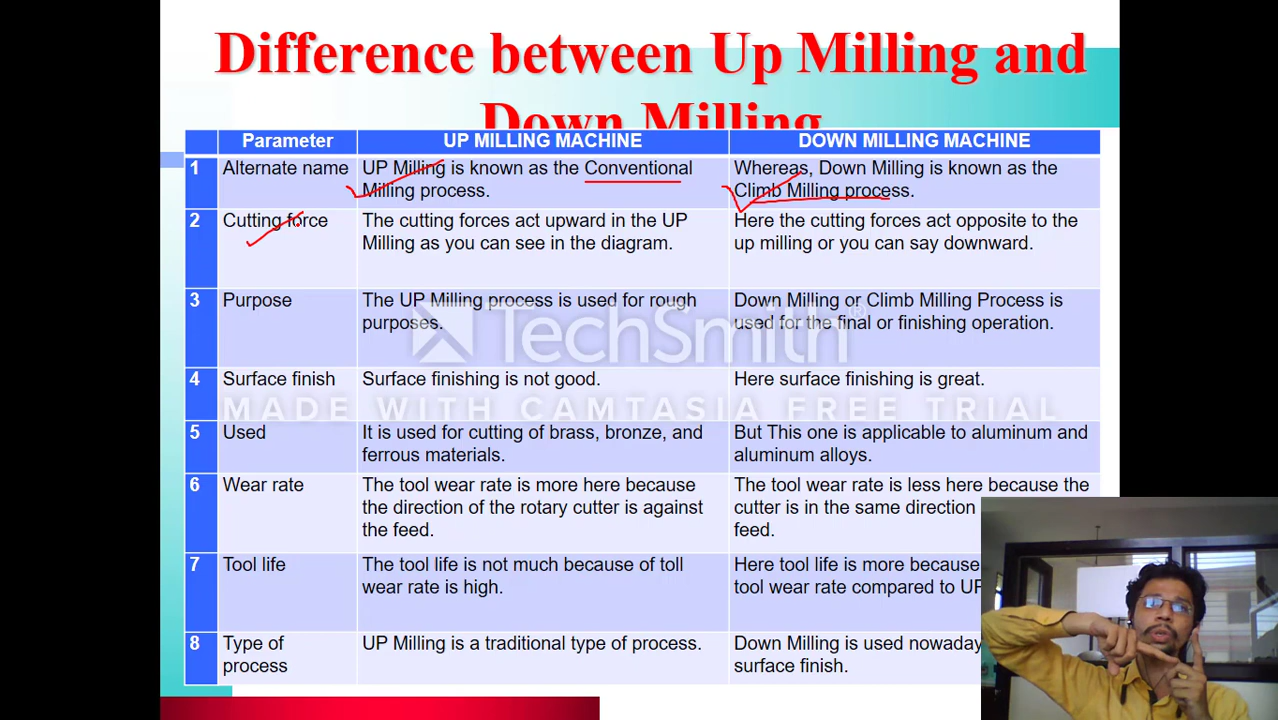 Difference between Up Milling and
Down Milling
Parameter UP MILLING MACHINE DOWN MILLING MACHINE
1 Alternate name UP Milling is known as the Conventional Whereas, Down Milling is known as the
Milling process. Climb Milling process.
2 Cutting force The cutting forces act upward in the UP Here the cutting forces act opposite to the
Milling as you can see in the diagram. up milling or you can say downward.
3 Purpose The UP Milling process is used for rough Down Milling or Climb Milling Process is
purposes. used for the final or finishing operation.
TechSmith®
4 Surface finish Surface finishing is not good. Here surface finishing is great.
MADE WITH CAMTASIA FREE TRIAL
5 Used It is used for cutting of brass, bronze, and But This one is applicable to aluminum and
ferrous materials. aluminum alloys.
6 Wear rate The tool wear rate is more here because The tool wear rate is less here because the
the direction of the rotary cutter is against cutter is in the same direction
the feed. feed.
7 Tool life The tool life is not much because of toll Here tool life is more because
wear rate is high. tool wear rate compared to UP
8 Type of UP Milling is a traditional type of process. Down Milling is used nowaday
process surface finish.